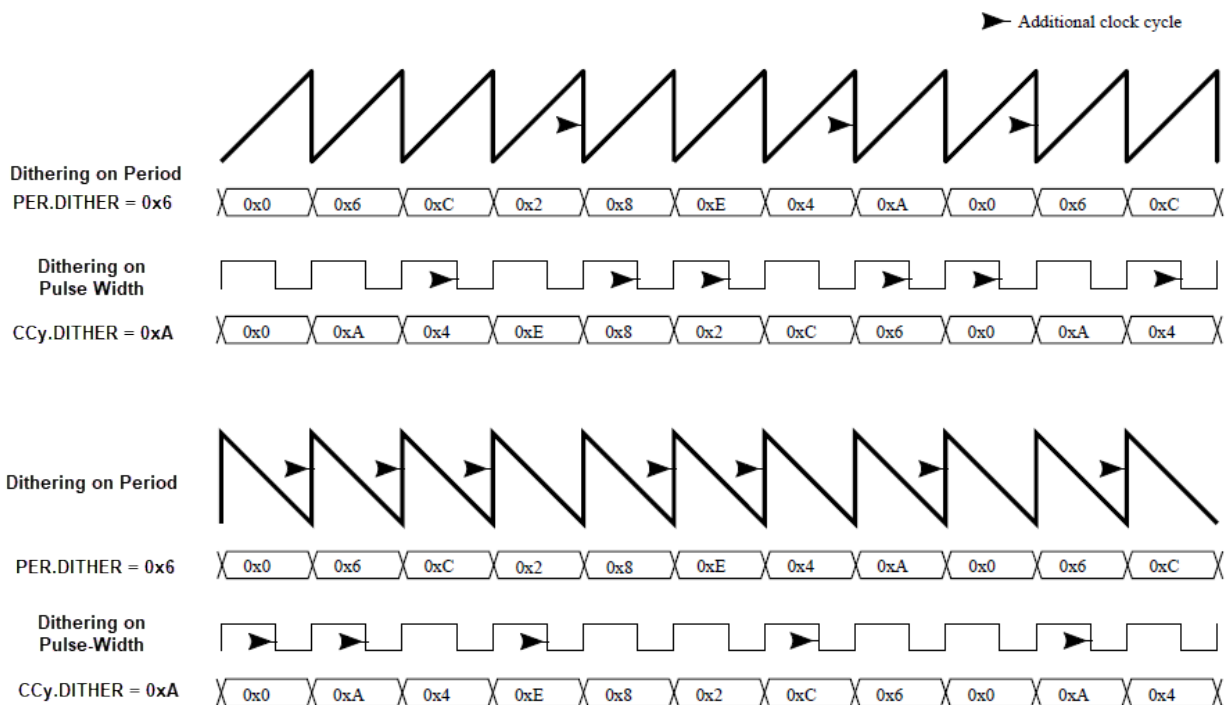 Additional clock cycle
Dithering on Period
PER.DITHER = 0x6
0x0 0x6 0xC 0x2 0x8 0xE 0x4 0xA 0x0 0x6 0xC
Dithering on
Pulse Width
CCy.DITHER = 0xA
0x0 0xA 0x4 0xE 0x8 0x2 0xC 0x6 0x0 0xA 0x4
Dithering on Period
PER.DITHER = 0x6
0x0 0x6 0xC 0x2 0x8 0xE 0x4 0xA 0x0 0x6 0xC
Dithering on
Pulse-Width
CCy.DITHER = 0xA
0x0 0xA 0x4 0xE 0x8 0x2 0xC 0x6 0x0 0xA 0x4